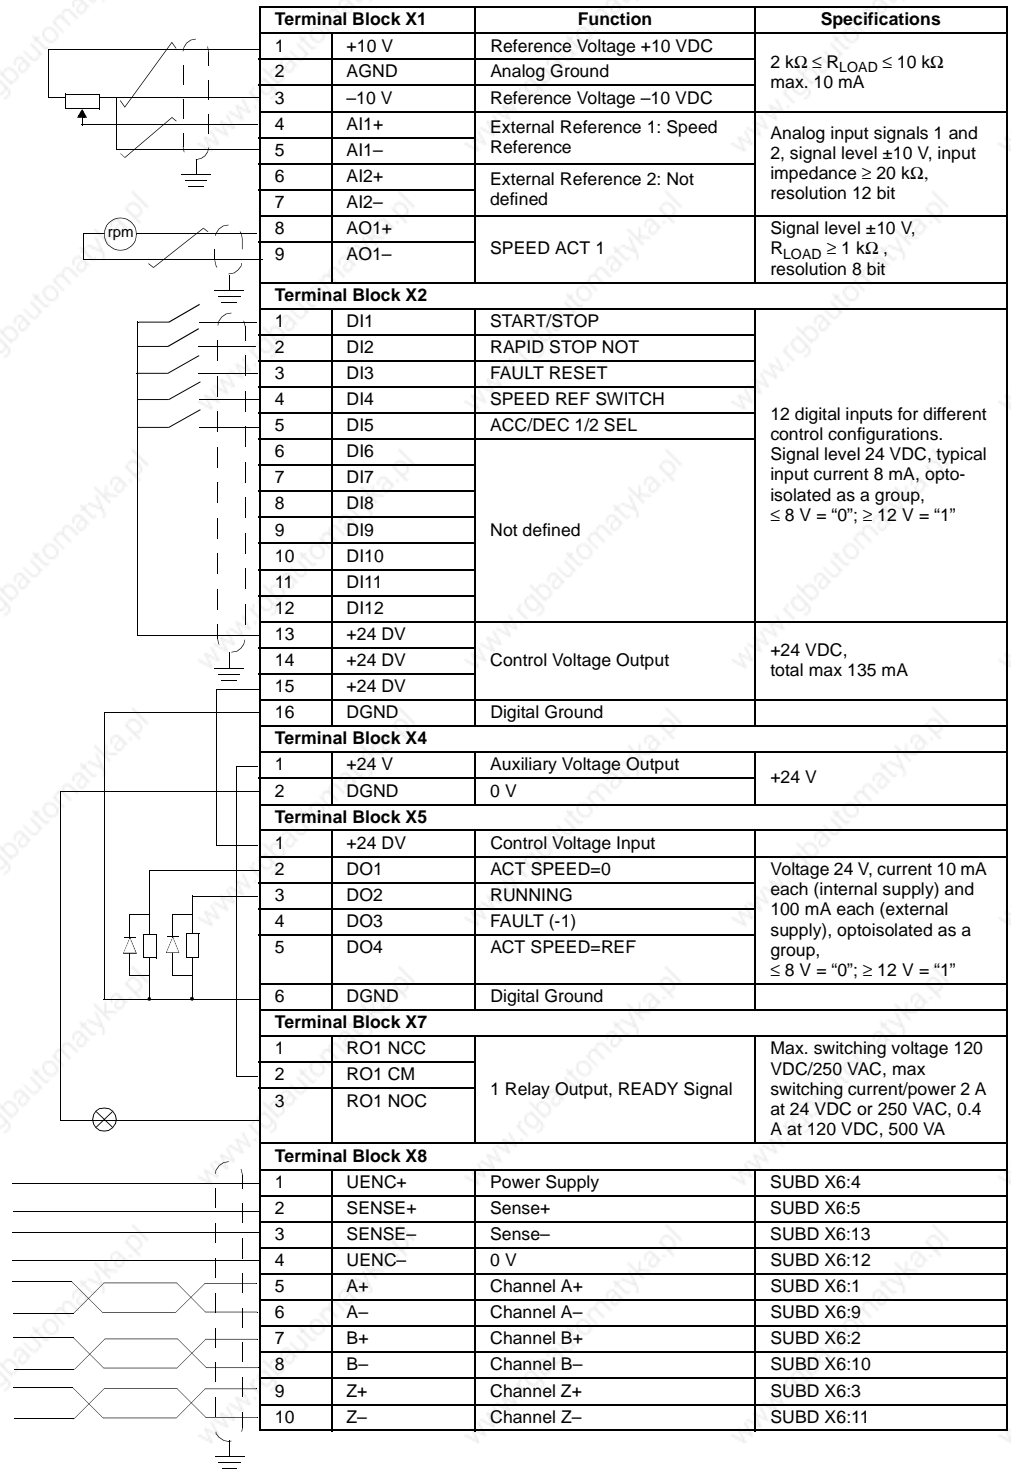 Terminal Block X1 Function Specifications
1 +10 V Reference Voltage +10 VDC 2 kΩ ≤ RLOAD ≤ 10 kΩ
max. 10 mA
2 AGND Analog Ground
3 –10 V Reference Voltage –10 VDC
4 AI1+ External Reference 1: Speed
Reference
Analog input signals 1 and
2, signal level ±10 V, input
impedance ≥ 20 kΩ,
resolution 12 bit
5 AI1–
6 AI2+ External Reference 2: Not
defined
7 AI2–
rpm
8 AO1+ SPEED ACT 1
Signal level ±10 V,
RLOAD ≥ 1 kΩ ,
resolution 8 bit
9 AO1–
Terminal Block X2
1 DI1 START/STOP
2 DI2 RAPID STOP NOT
3 DI3 FAULT RESET
4 DI4 SPEED REF SWITCH
5 DI5 ACC/DEC 1/2 SEL
12 digital inputs for different
control configurations.
Signal level 24 VDC, typical
input current 8 mA, opto-
isolated as a group,
≤ 8 V = “0”; ≥ 12 V = “1”
6 DI6
7 DI7
8 DI8
9 DI9 Not defined
10 DI10
11 DI11
12 DI12
13 +24 DV
14 +24 DV Control Voltage Output
+24 VDC,
total max 135 mA
15 +24 DV
16 DGND Digital Ground
Terminal Block X4
1 +24 V Auxiliary Voltage Output +24 V
2 DGND 0 V
Terminal Block X5
1 +24 DV Control Voltage Input
2 DO1 ACT SPEED=0
3 DO2 RUNNING
4 DO3 FAULT (-1)
5 DO4 ACT SPEED=REF
Voltage 24 V, current 10 mA
each (internal supply) and
100 mA each (external
supply), optoisolated as a
group,
≤ 8 V = “0”; ≥ 12 V = “1”
6 DGND Digital Ground
Terminal Block X7
1 RO1 NCC
2 RO1 CM
3 RO1 NOC
1 Relay Output, READY Signal
Max. switching voltage 120
VDC/250 VAC, max
switching current/power 2 A
at 24 VDC or 250 VAC, 0.4
A at 120 VDC, 500 VA
Terminal Block X8
1 UENC+ Power Supply SUBD X6:4
2 SENSE+ Sense+ SUBD X6:5
3 SENSE– Sense– SUBD X6:13
4 UENC– 0 V SUBD X6:12
5 A+ Channel A+ SUBD X6:1
6 A– Channel A– SUBD X6:9
7 B+ Channel B+ SUBD X6:2
8 B– Channel B– SUBD X6:10
9 Z+ Channel Z+ SUBD X6:3
10 Z– Channel Z– SUBD X6:11
www.rgbautomatyka.pl